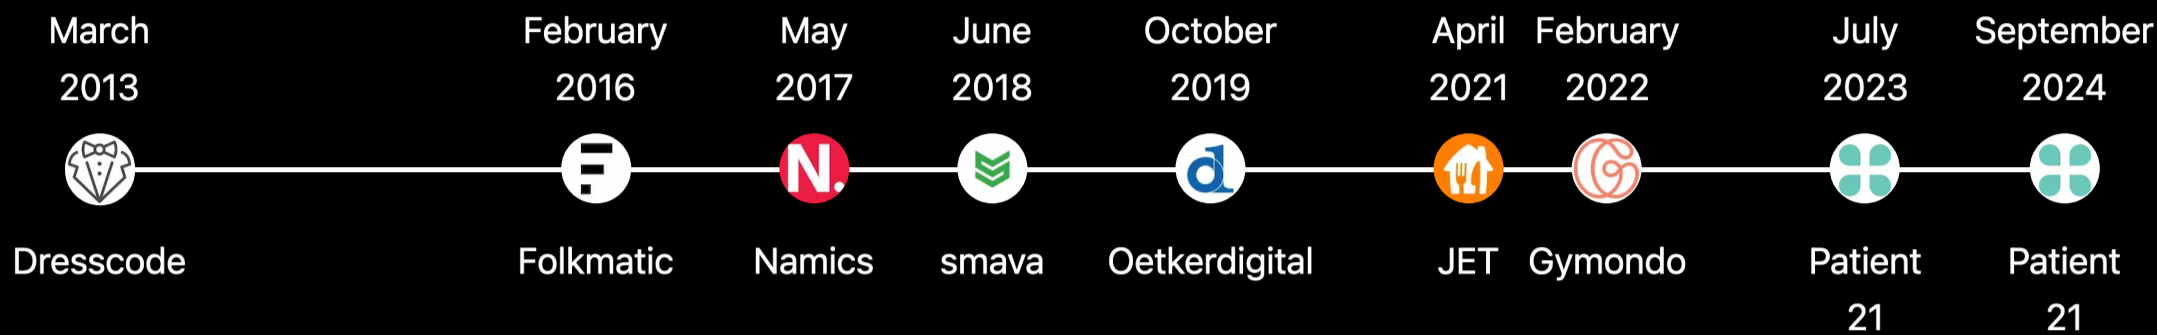 March February May June October April February July September
2013 2016 2017 2018 2019 2021 2022 2023 2024
N.
Dresscode Folkmatic Namics smava Oetkerdigital JET Gymondo Patient Patient
21 21